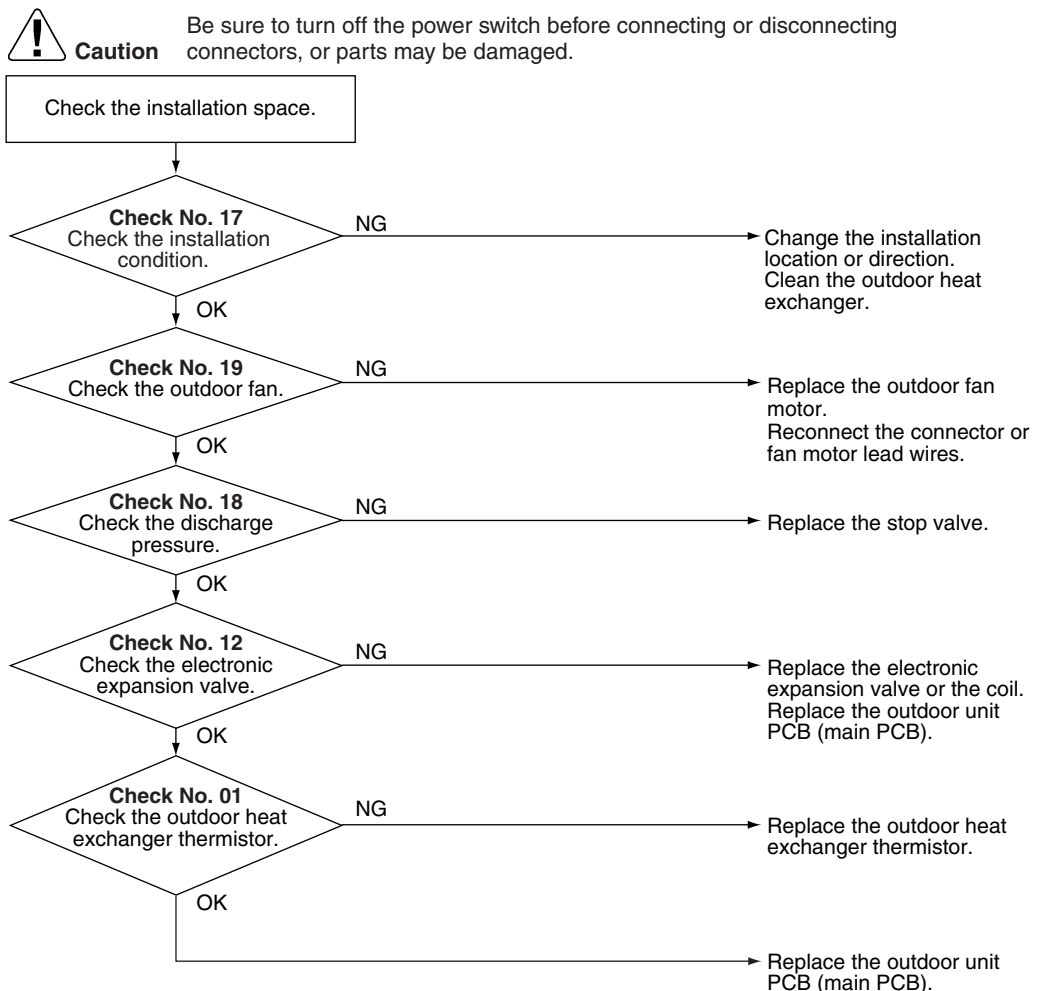 Be sure to turn off the power switch before connecting or disconnecting
Caution connectors, or parts may be damaged.
Check the installation space.
Check No. 17
Check the installation
condition.
NG
Change the installation
location or direction.
Clean the outdoor heat
exchanger.
OK
Check No. 19
Check the outdoor fan.
NG
Replace the outdoor fan
motor.
Reconnect the connector or
fan motor lead wires.
OK
Check No. 18
Check the discharge
pressure.
NG
Replace the stop valve.
OK
Check No. 12
Check the electronic
expansion valve.
NG
Replace the electronic
expansion valve or the coil.
Replace the outdoor unit
PCB (main PCB).
OK
Check No. 01
Check the outdoor heat
exchanger thermistor.
NG
Replace the outdoor heat
exchanger thermistor.
OK
Replace the outdoor unit
PCB (main PCB).